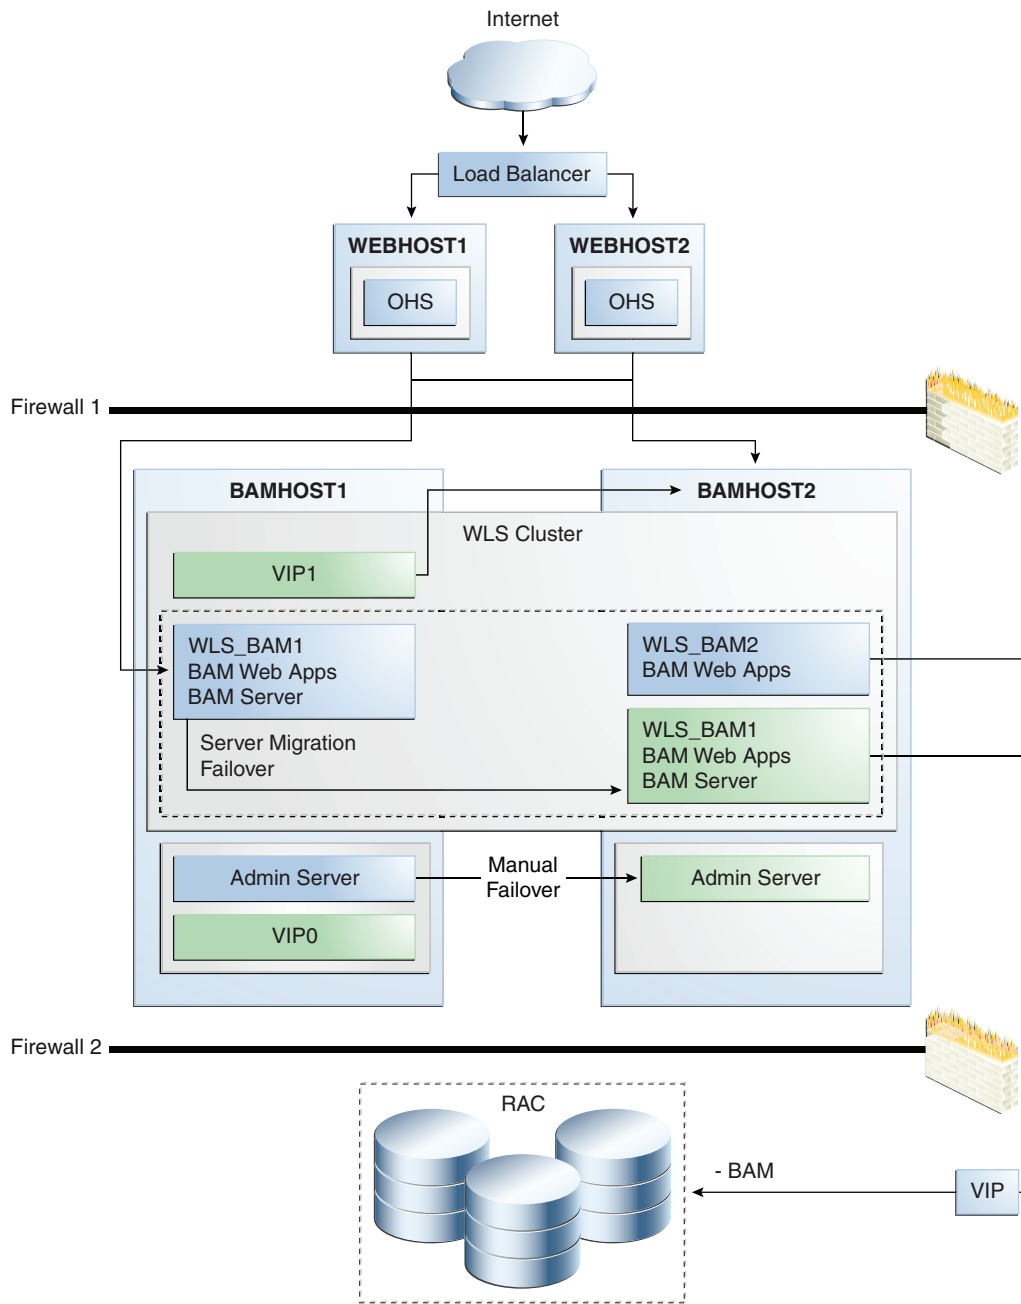 Internet
Load Balancer
WEBHOST1
WEBHOST2
OHS
OHS
Firewall 1
BAMHOST1
BAMHOST2
WLS Cluster
VIP1
WLS_BAM1
BAM Web Apps
BAM Server
WLS_BAM2
BAM Web Apps
WLS_BAM1
BAM Web Apps
BAM Server
Server Migration
Failover
Admin Server
Manual
Failover
Admin Server
VIP0
Firewall 2
RAC
- BAM
VIP